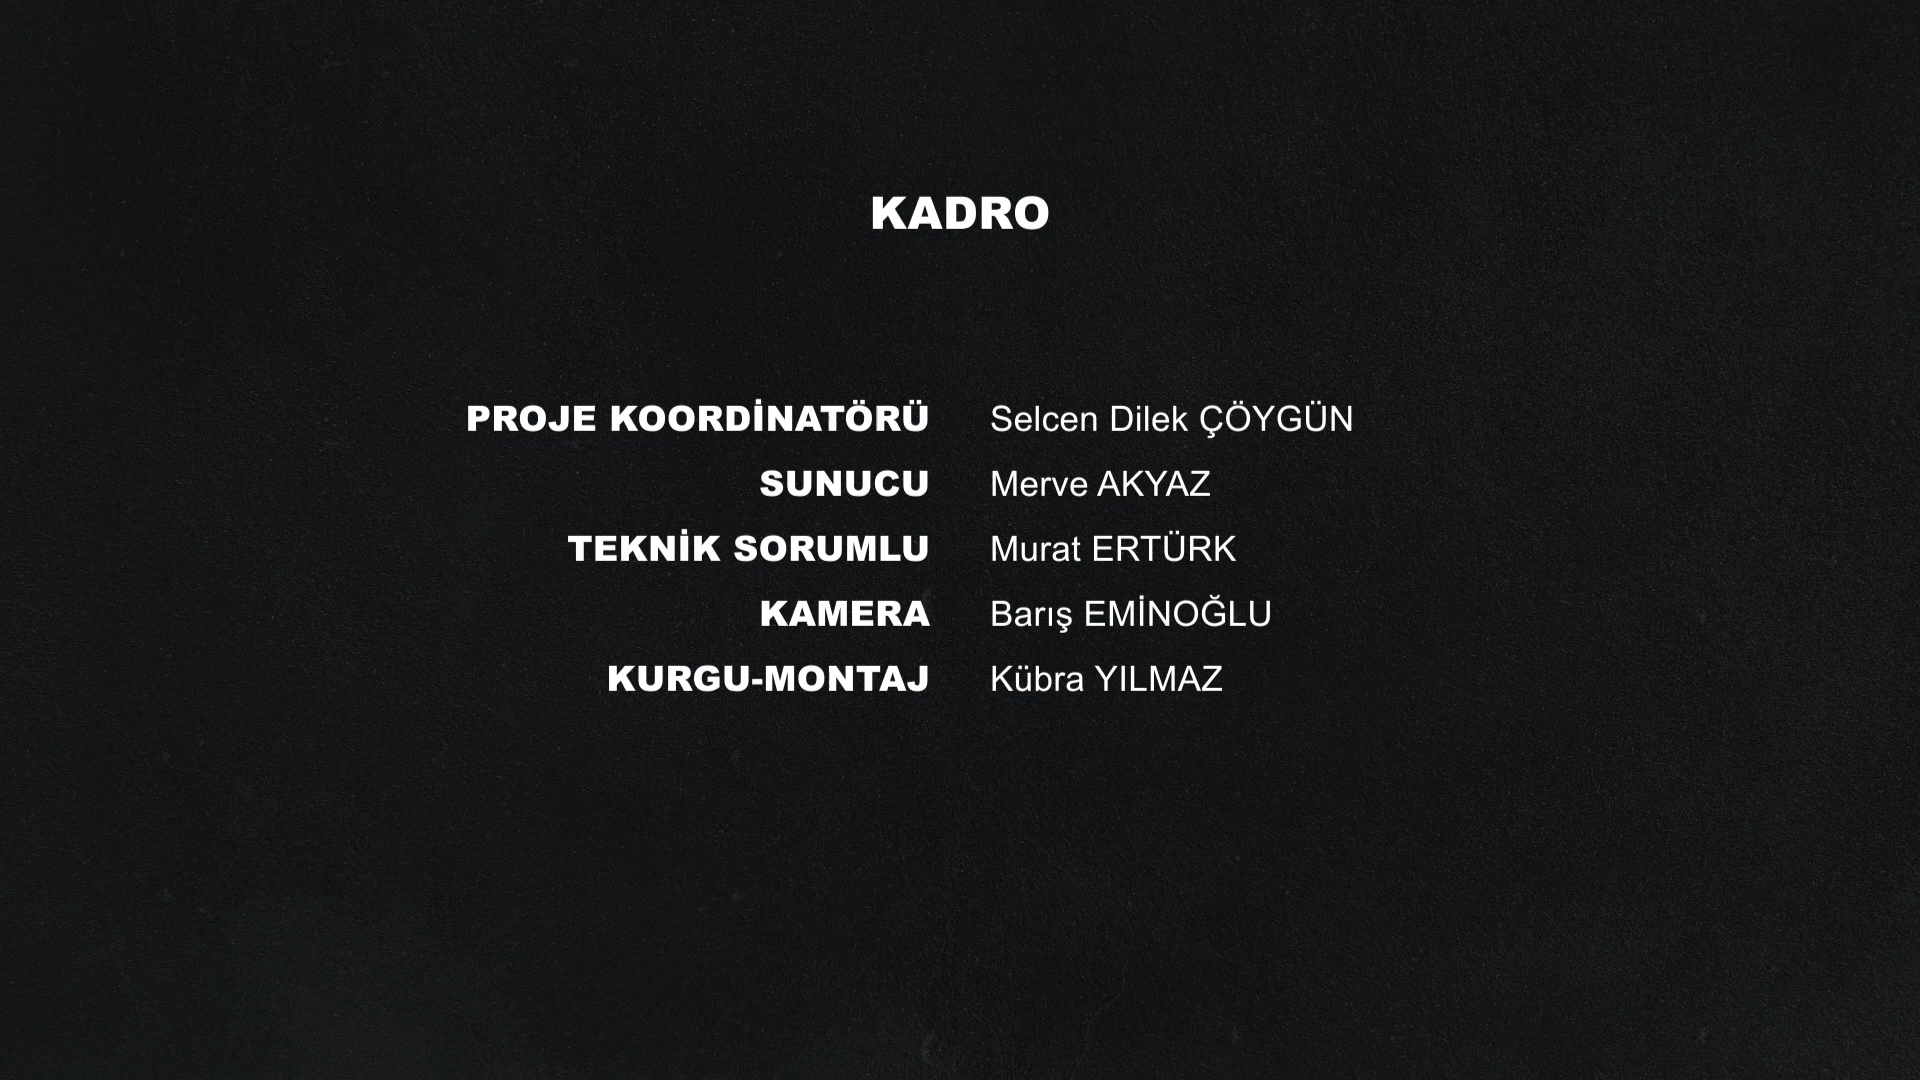 KADRO
PROJE KOORDİNATÖRÜ Selcen Dilek ÇÖYGÜN
SUNUCU Merve AKYAZ
TEKNİK SORUMLU Murat ERTÜRK
KAMERA Barış EMİNOĞLU
KURGU-MONTAJ Kübra YILMAZ